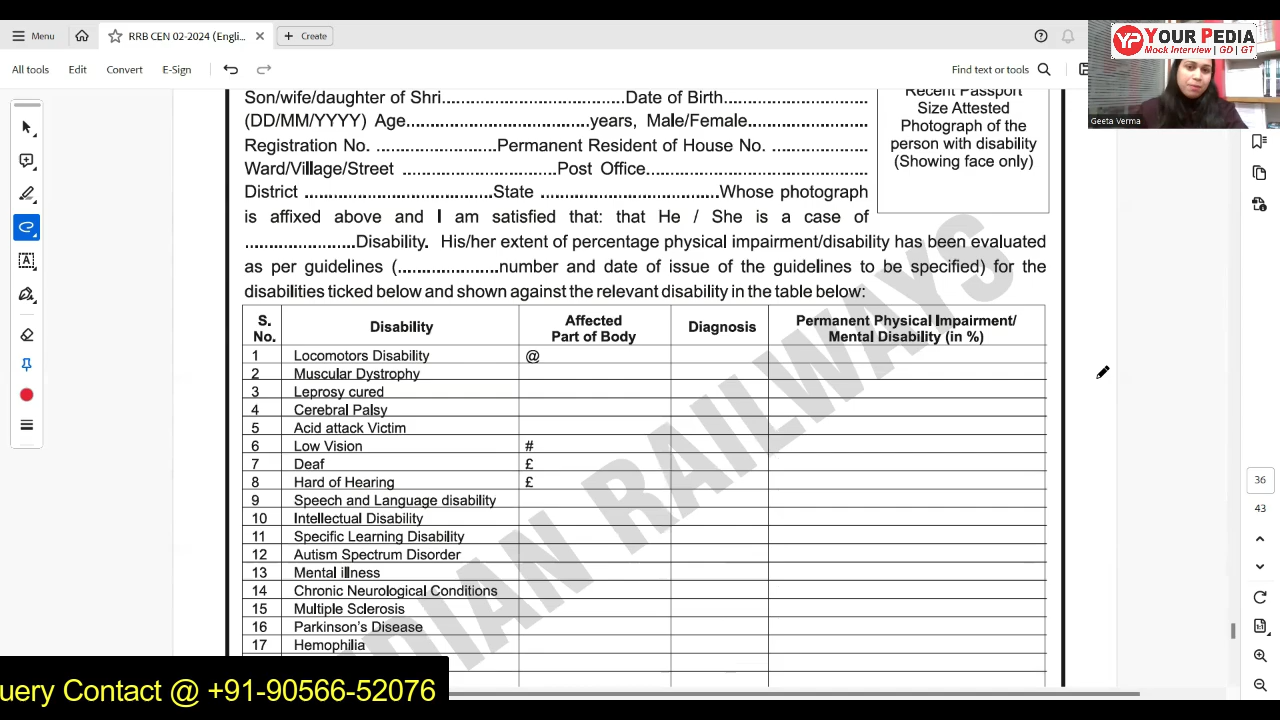 Menu
RRB CEN 02-2024 (Engli...
Create
All tools
Edit
Convert
E-Sign
Find text or tools
YP YOUR PEDIA
Mock Interview | GD | GT
Geeta Verma
Son/wife/daughter of Shri...................................Date of Birth...........................
(DD/MM/YYYY) Age...................................years, Male/Female.......................
Registration No. .......................Permanent Resident of House No. ..................
Ward/Village/Street .............................Post Office..........................................
District ...................................State ..................................Whose photograph
is affixed above and I am satisfied that: that He / She is a case of
......................Disability. His/her extent of percentage physical impairment/disability has been evaluated
as per guidelines (....................number and date of issue of the guidelines to be specified) for the
disabilities ticked below and shown against the relevant disability in the table below:
Recent Passport
Size Attested
Photograph of the
person with disability
(Showing face only)
S. No. Disability Affected Part of Body Diagnosis Permanent Physical Impairment/ Mental Disability (in %)
1 Locomotors Disability @
2 Muscular Dystrophy
3 Leprosy cured
4 Cerebral Palsy
5 Acid attack Victim
6 Low Vision #
7 Deaf £
8 Hard of Hearing £
9 Speech and Language disability
10 Intellectual Disability
11 Specific Learning Disability
12 Autism Spectrum Disorder
13 Mental illness
14 Chronic Neurological Conditions
15 Multiple Sclerosis
16 Parkinson's Disease
17 Hemophilia
INDIAN RAILWAYS
36
43
uery Contact @ +91-90566-52076